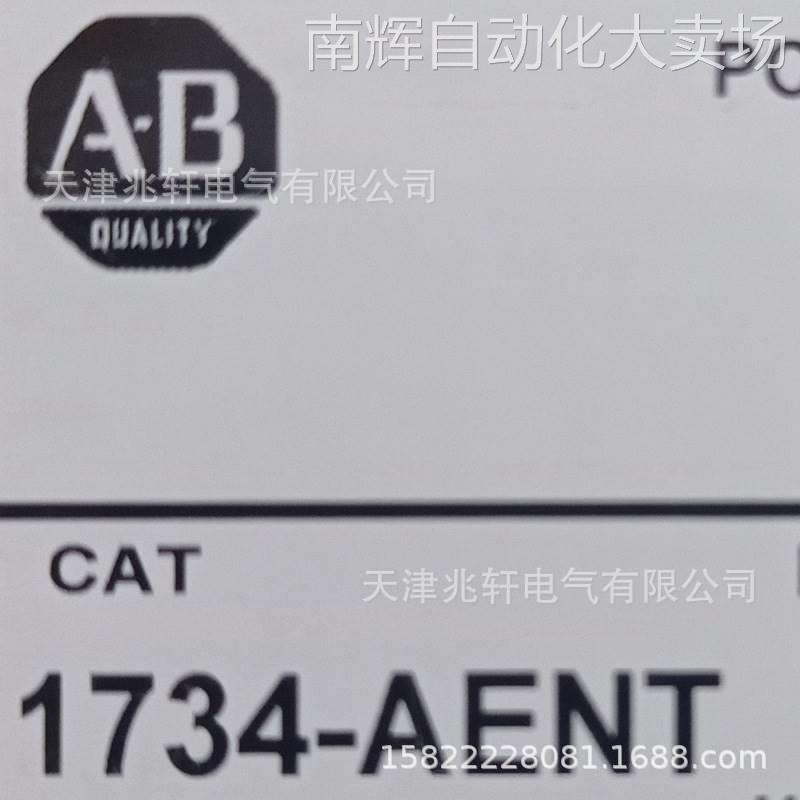 南辉自动化大卖场
PO
A-B
天津兆轩电气有限公司
QUALITY
CAT
天津兆轩电气有限公司
1734-AENT
15822228081.1688.com